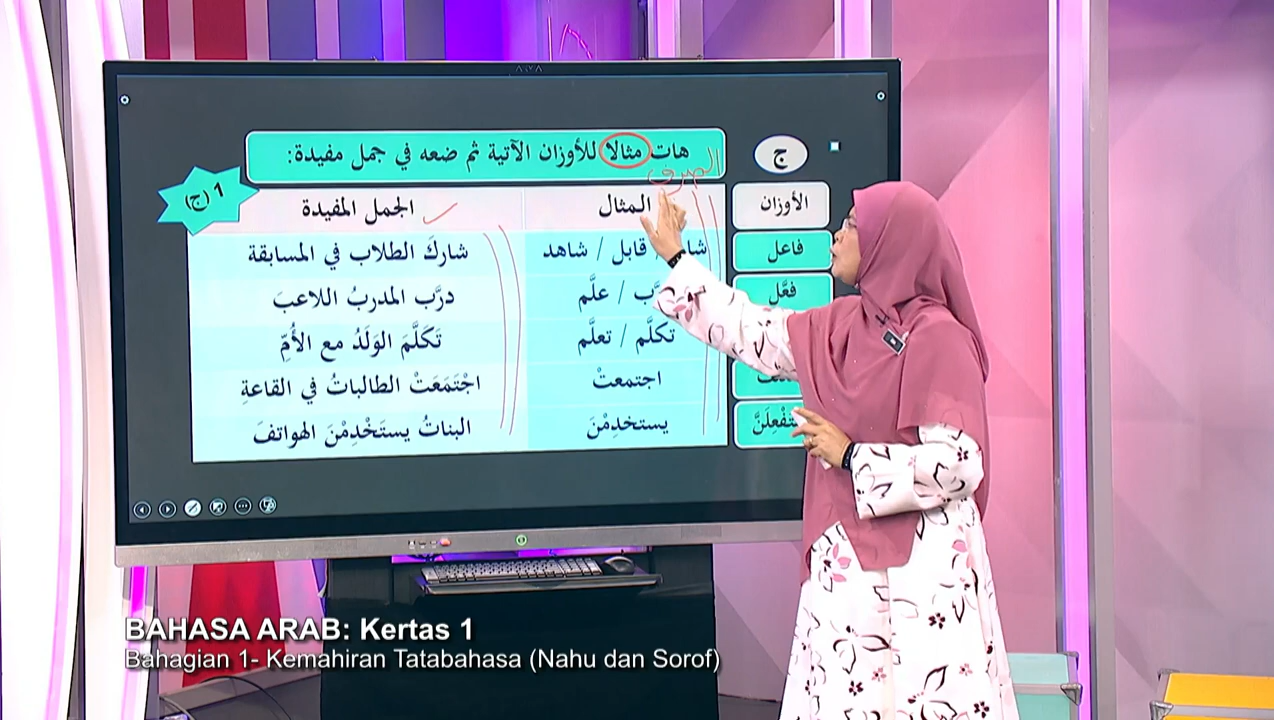 ج
هات مثالا للأوزان الآتية ثم ضعه في جمل مفيدة:
الصرف
1 (ج)
الأوزان المثال الجمل المفيدة
فاعل / قابل / شاهد شاركَ الطلاب في المسابقة
فعَّل / علَّم درَّب المدربُ اللاعبَ
تكلَّم / تعلَّم تَكَلَّمَ الوَلَدُ مع الأُمِّ
اجتمعتْ اجْتَمَعَتْ الطالباتُ في القاعةِ
يستخدِمْنَ البناتُ يستَخْدِمْنَ الهواتفَ
BAHASA ARAB: Kertas 1
Bahagian 1- Kemahiran Tatabahasa (Nahu dan Sorof)